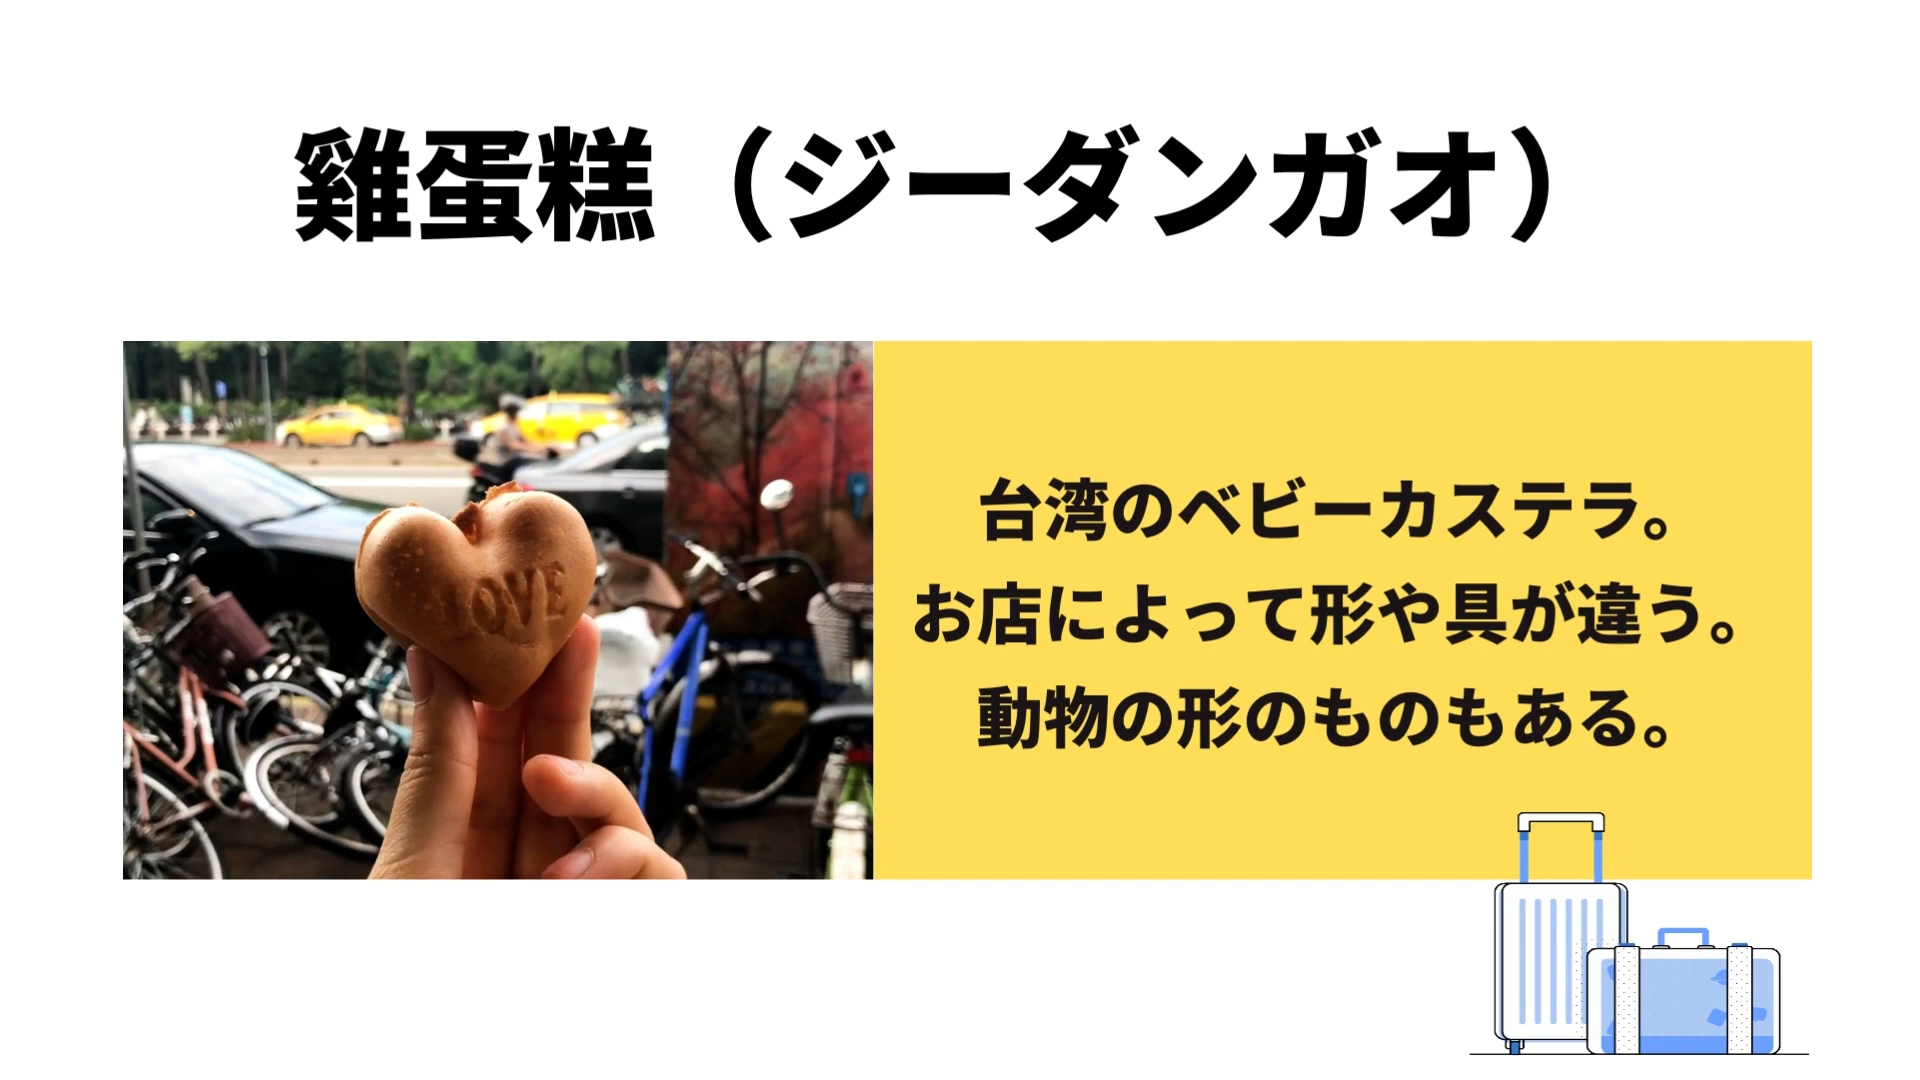 雞蛋糕（ジーダンガオ）
LOVE
台湾のベビーカステラ。
お店によって形や具が違う。
動物の形のものもある。